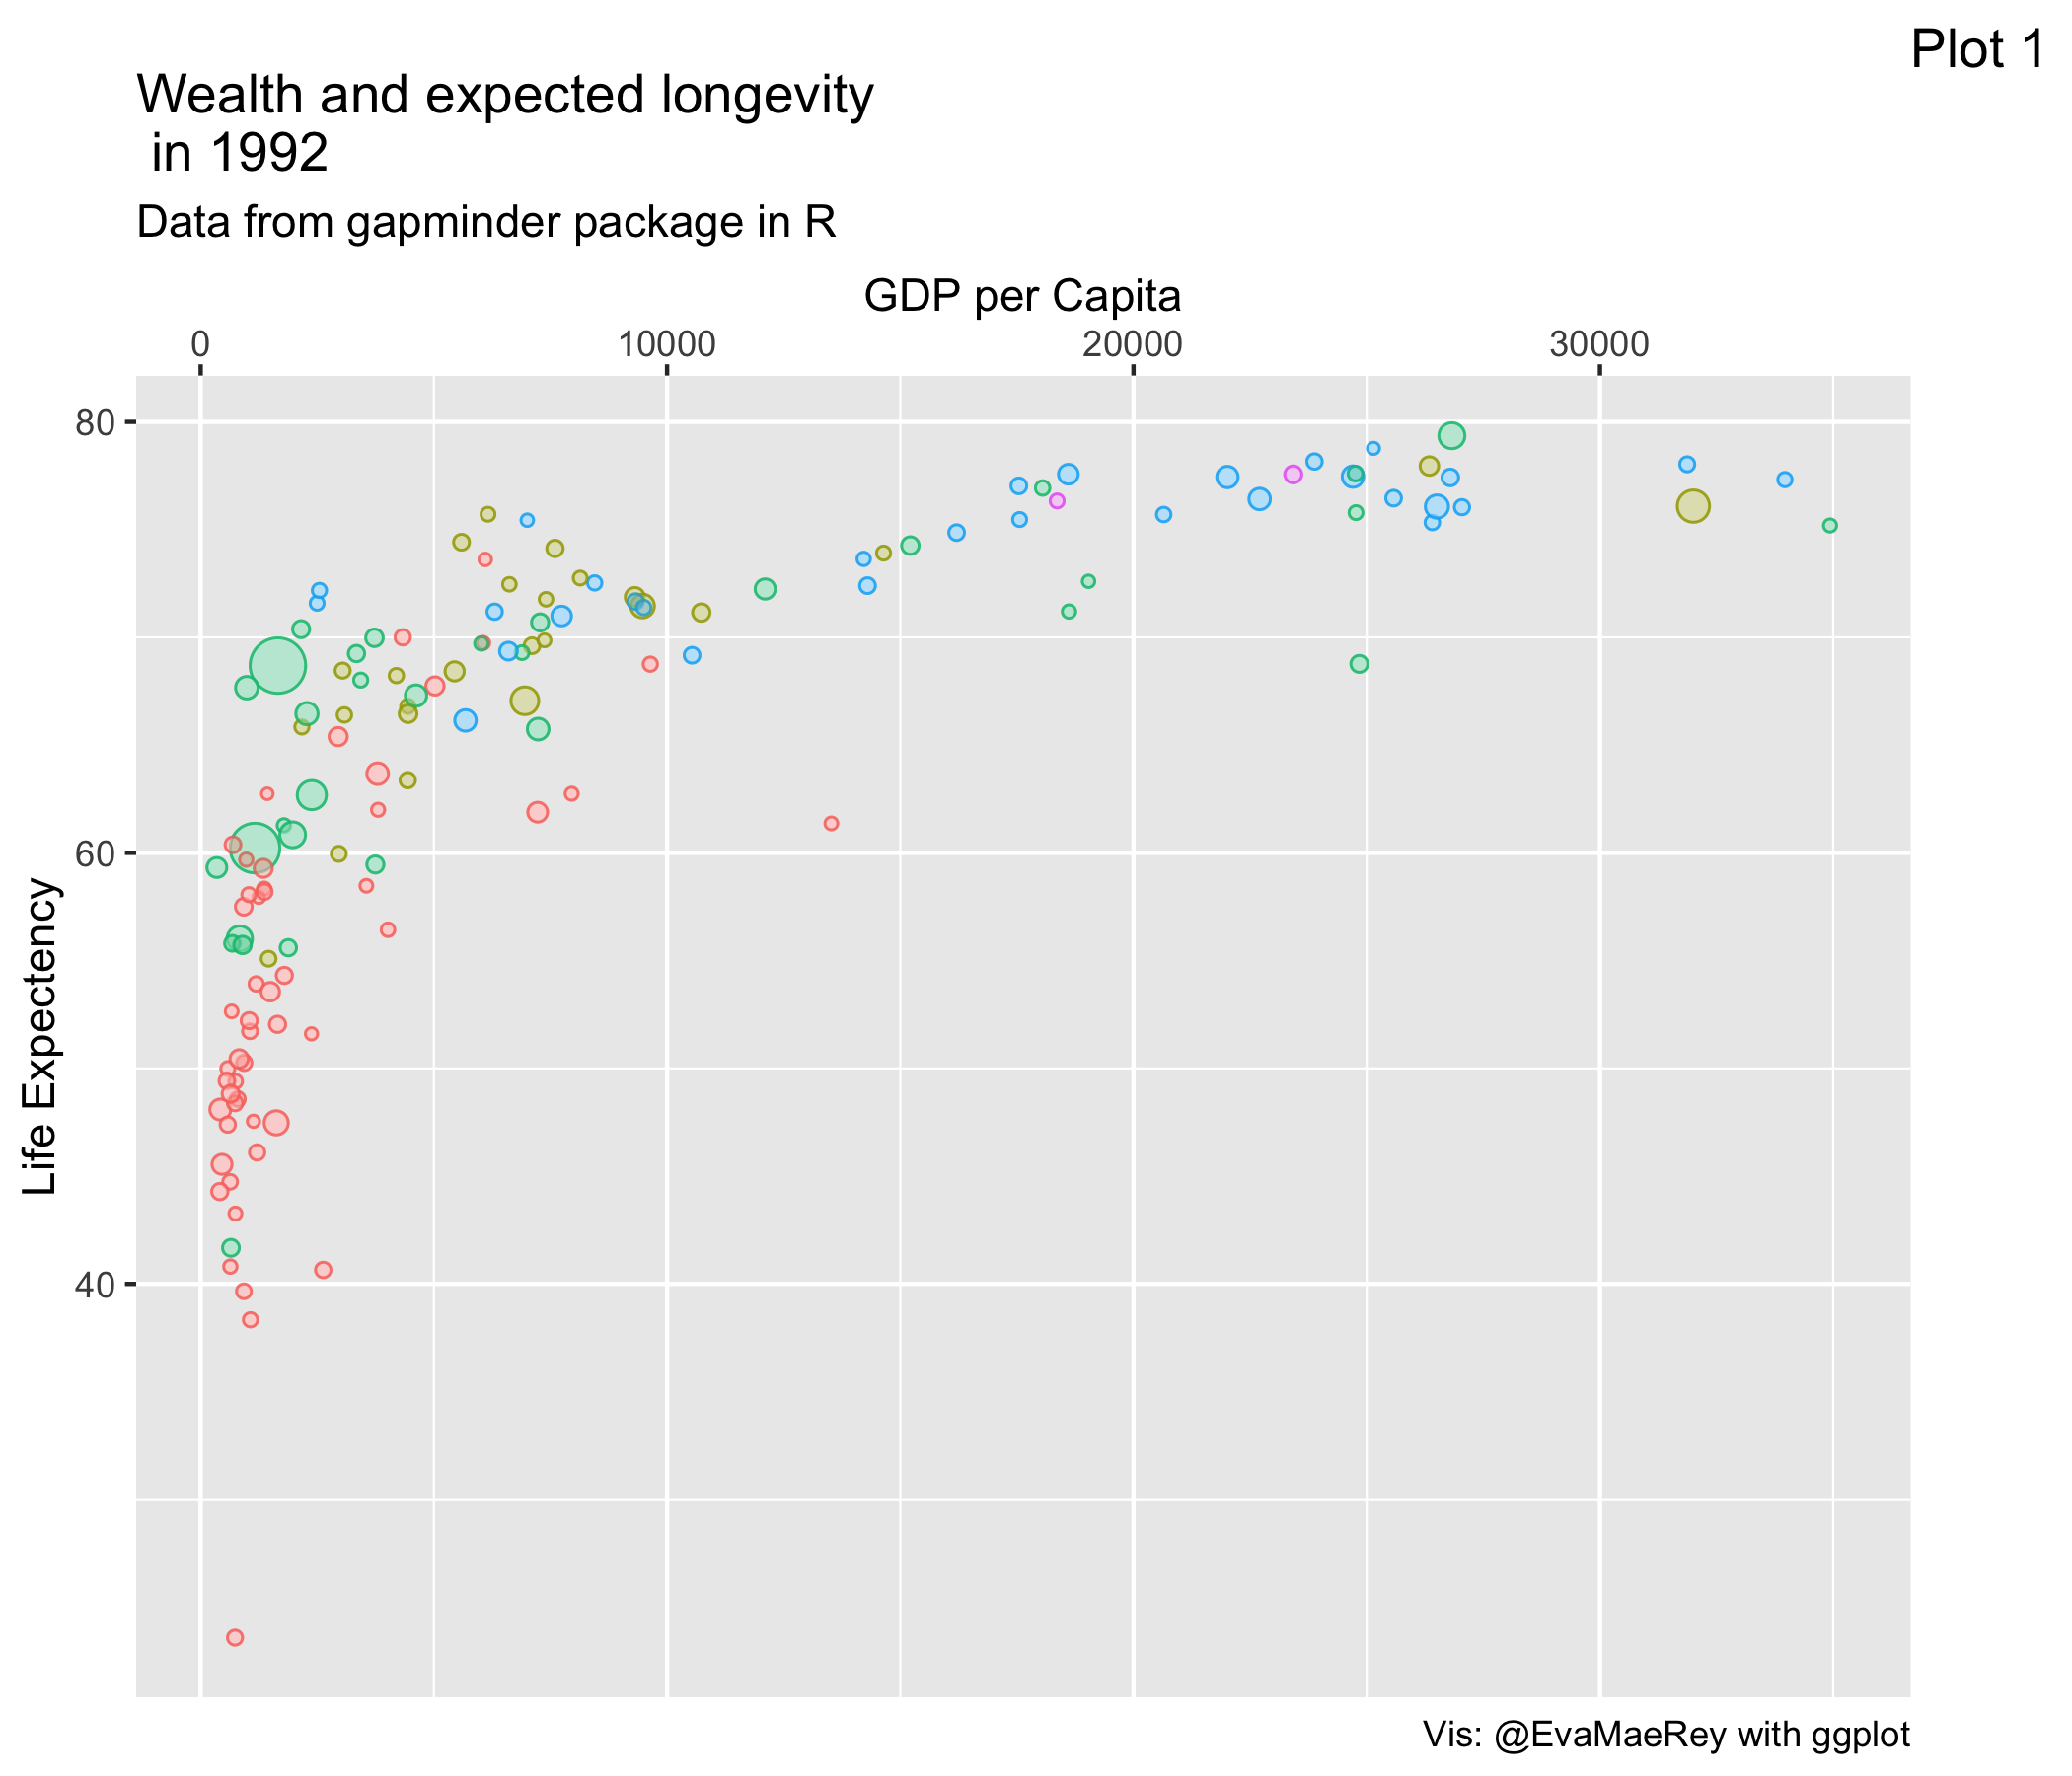 Plot 1
Wealth and expected longevity
in 1992
Data from gapminder package in R
GDP per Capita
0 10000 20000 30000
80
60
40
Life Expectency
Vis: @EvaMaeRey with ggplot